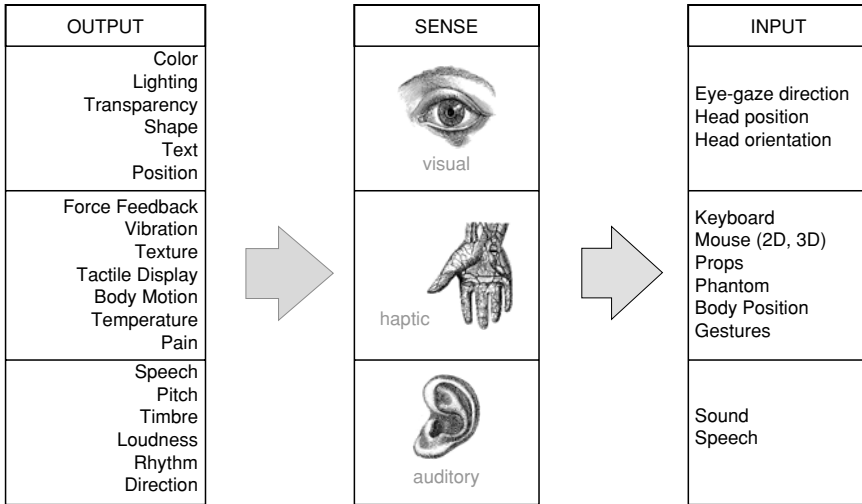 OUTPUT
Color
Lighting
Transparency
Shape
Text
Position
Force Feedback
Vibration
Texture
Tactile Display
Body Motion
Temperature
Pain
Speech
Pitch
Timbre
Loudness
Rhythm
Direction
SENSE
visual
haptic
auditory
INPUT
Eye-gaze direction
Head position
Head orientation
Keyboard
Mouse (2D, 3D)
Props
Phantom
Body Position
Gestures
Sound
Speech